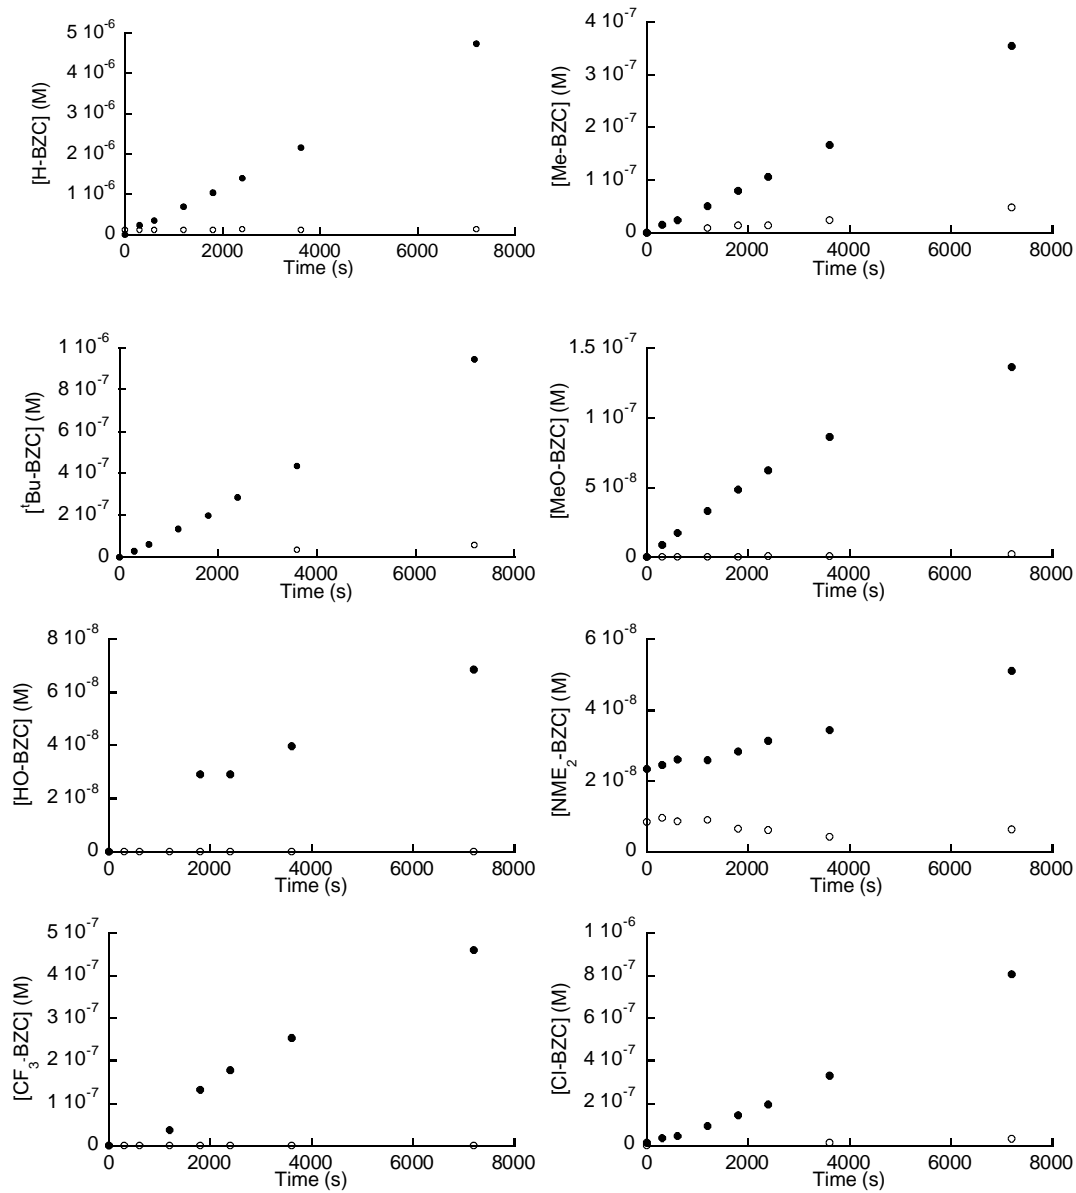 [H-BZC] (M)
5 10⁻⁶
4 10⁻⁶
3 10⁻⁶
2 10⁻⁶
1 10⁻⁶
0
0 2000 4000 6000 8000
Time (s)
[Me-BZC] (M)
4 10⁻⁷
3 10⁻⁷
2 10⁻⁷
1 10⁻⁷
0
0 2000 4000 6000 8000
Time (s)
[ᵗBu-BZC] (M)
1 10⁻⁶
8 10⁻⁷
6 10⁻⁷
4 10⁻⁷
2 10⁻⁷
0
0 2000 4000 6000 8000
Time (s)
[MeO-BZC] (M)
1.5 10⁻⁷
1 10⁻⁷
5 10⁻⁸
0
0 2000 4000 6000 8000
Time (s)
[HO-BZC] (M)
8 10⁻⁸
6 10⁻⁸
4 10⁻⁸
2 10⁻⁸
0
0 2000 4000 6000 8000
Time (s)
[NME₂-BZC] (M)
6 10⁻⁸
4 10⁻⁸
2 10⁻⁸
0
0 2000 4000 6000 8000
Time (s)
[CF₃-BZC] (M)
5 10⁻⁷
4 10⁻⁷
3 10⁻⁷
2 10⁻⁷
1 10⁻⁷
0
0 2000 4000 6000 8000
Time (s)
[Cl-BZC] (M)
1 10⁻⁶
8 10⁻⁷
6 10⁻⁷
4 10⁻⁷
2 10⁻⁷
0
0 2000 4000 6000 8000
Time (s)